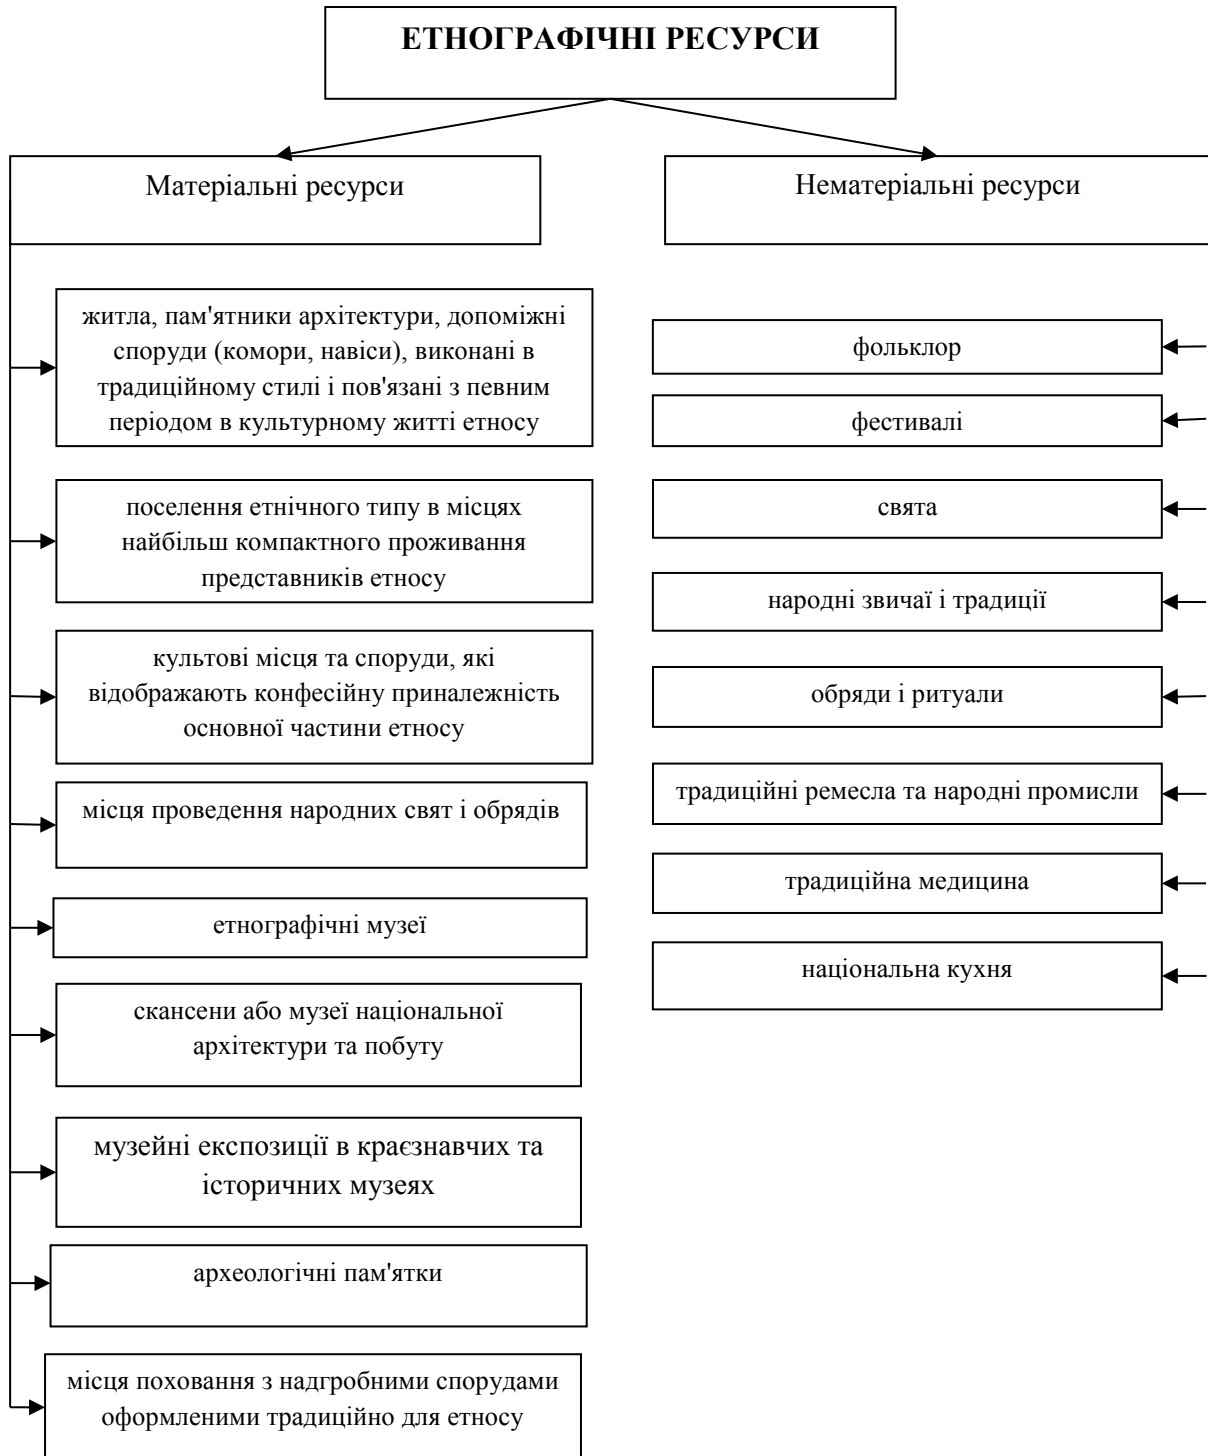 ЕТНОГРАФІЧНІ РЕСУРСИ
Матеріальні ресурси
житла, пам'ятники архітектури, допоміжні
споруди (комори, навіси), виконані в
традиційному стилі і пов'язані з певним
періодом в культурному житті етносу
поселення етнічного типу в місцях
найбільш компактного проживання
представників етносу
культові місця та споруди, які
відображають конфесійну приналежність
основної частини етносу
місця проведення народних свят і обрядів
етнографічні музеї
скансени або музеї національної
архітектури та побуту
музейні експозиції в краєзнавчих та
історичних музеях
археологічні пам'ятки
місця поховання з надгробними спорудами
оформленими традиційно для етносу
Нематеріальні ресурси
фольклор
фестивалі
свята
народні звичаї і традиції
обряди і ритуали
традиційні ремесла та народні промисли
традиційна медицина
національна кухня